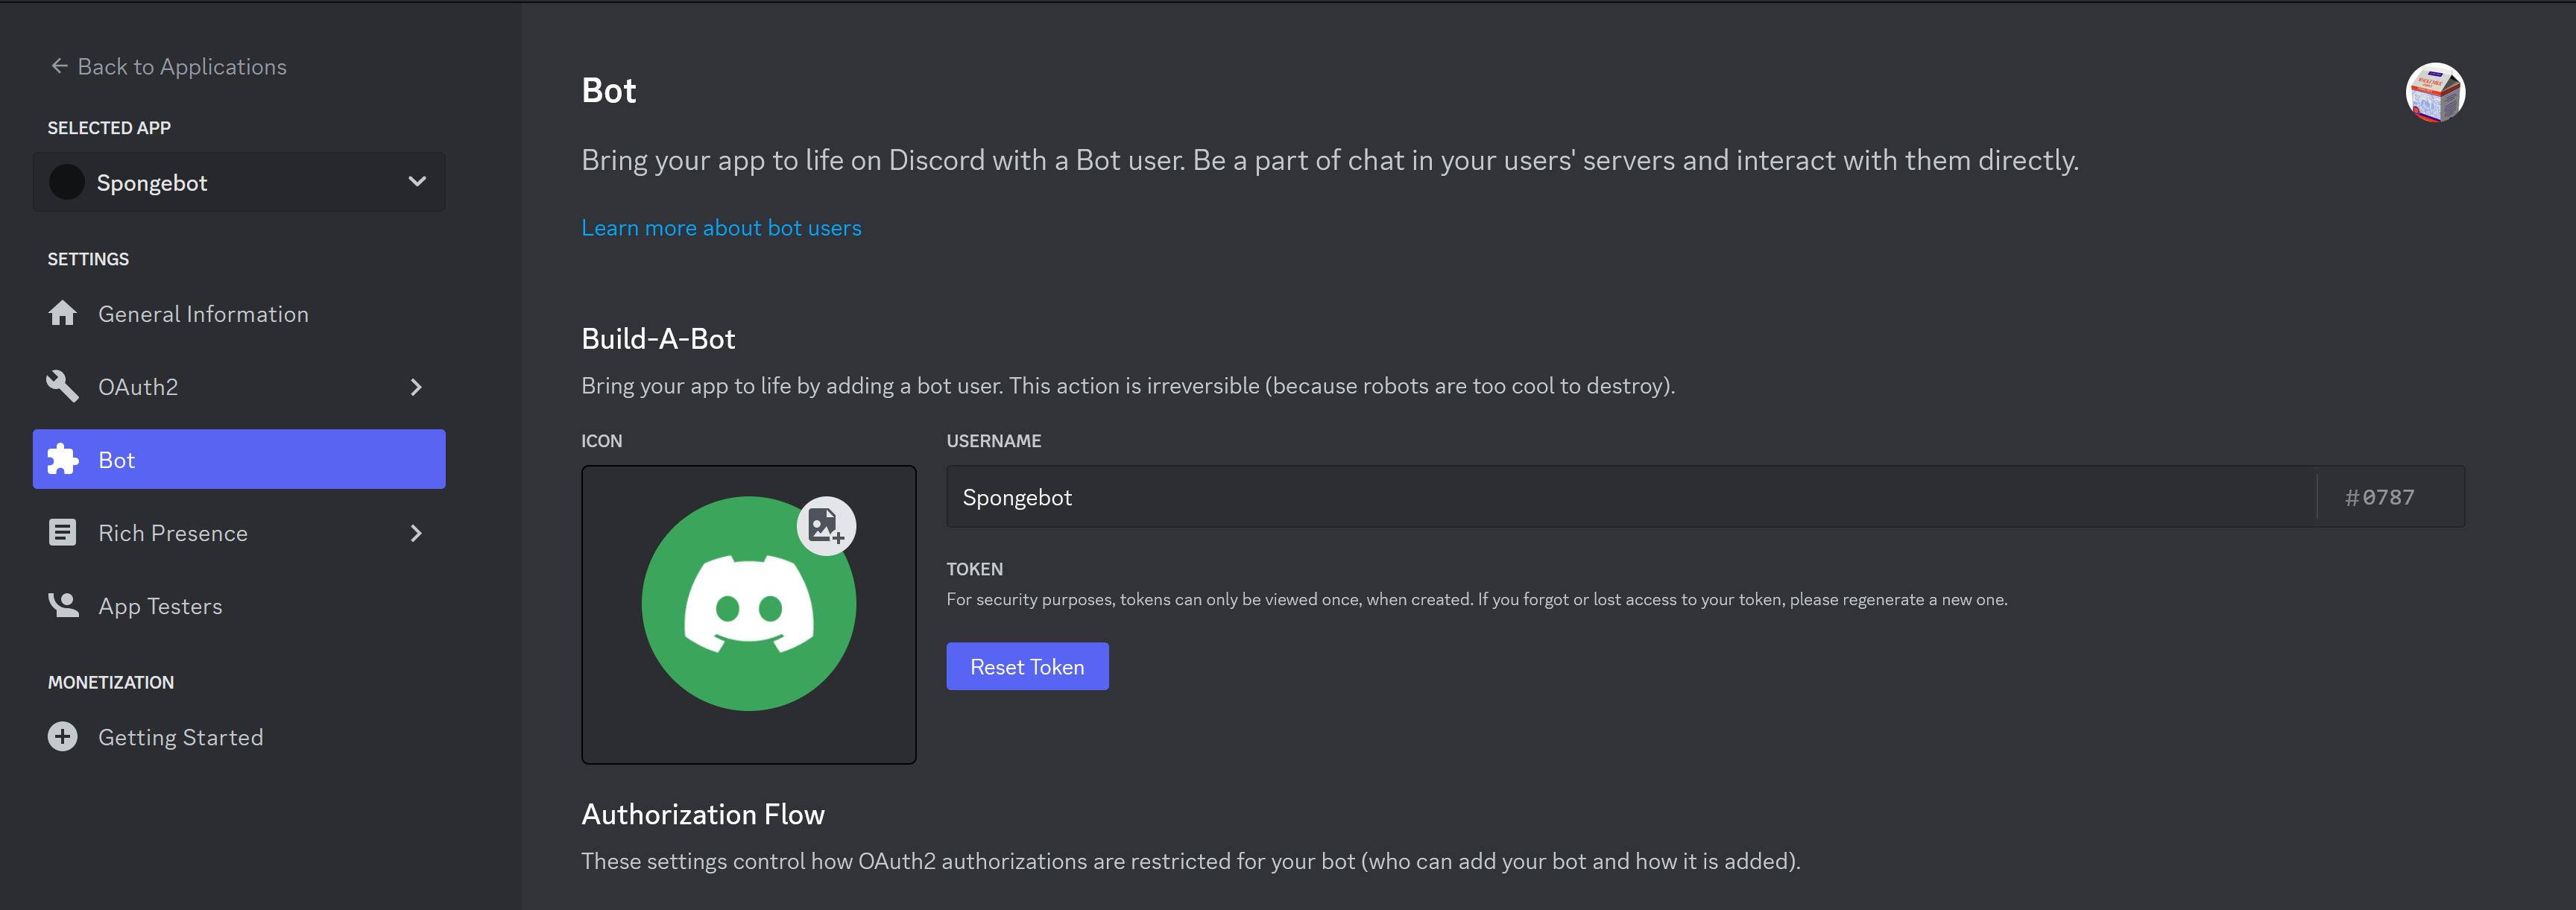 Back to Applications
SELECTED APP
Spongebot
SETTINGS
General Information
OAuth2
Bot
Rich Presence
App Testers
MONETIZATION
Getting Started
Bot
Bring your app to life on Discord with a Bot user. Be a part of chat in your users' servers and interact with them directly.
Learn more about bot users
Build-A-Bot
Bring your app to life by adding a bot user. This action is irreversible (because robots are too cool to destroy).
ICON
USERNAME
Spongebot
#0787
TOKEN
For security purposes, tokens can only be viewed once, when created. If you forgot or lost access to your token, please regenerate a new one.
Reset Token
Authorization Flow
These settings control how OAuth2 authorizations are restricted for your bot (who can add your bot and how it is added).